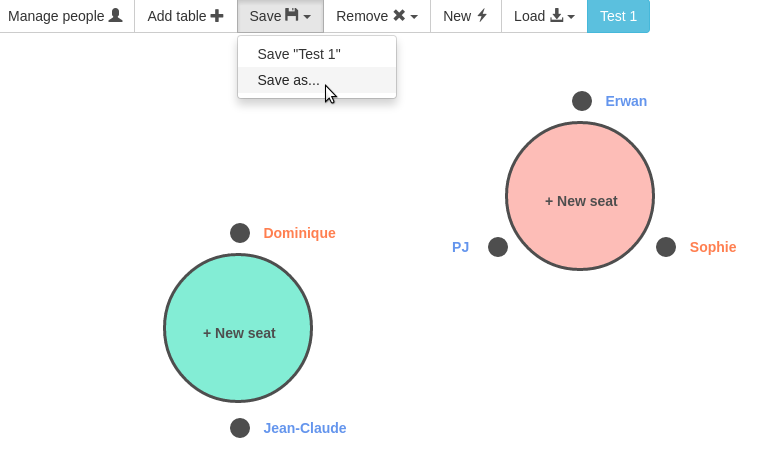 Manage people Add table Save Remove New Load Test 1
Save "Test 1"
Save as...
Erwan
+ New seat
Dominique
PJ
Sophie
+ New seat
Jean-Claude